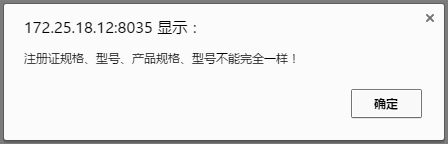 172.25.18.12:8035 显示：
注册证规格、型号、产品规格、型号不能完全一样！
确定